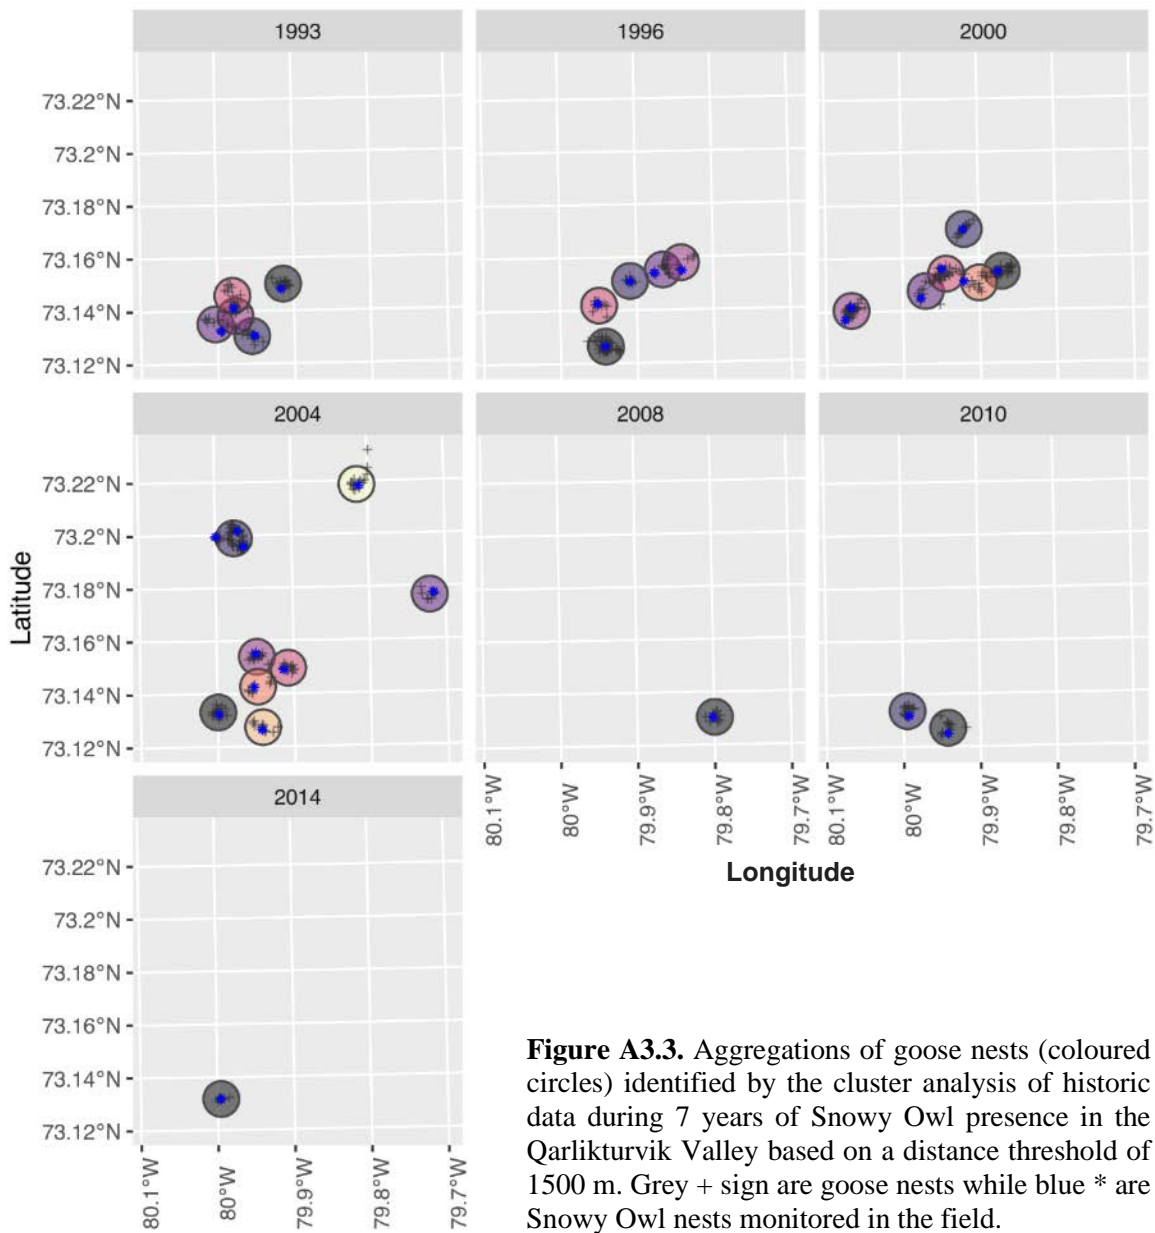 1993
1996
2000
73.22°N
73.2°N
73.18°N
73.16°N
73.14°N
73.12°N
2004
2008
2010
73.22°N
73.2°N
73.18°N
73.16°N
73.14°N
73.12°N
Latitude
2014
80.1°W
80°W
79.9°W
79.8°W
79.7°W
80.1°W
80°W
79.9°W
79.8°W
79.7°W
Longitude
73.22°N
73.2°N
73.18°N
73.16°N
73.14°N
73.12°N
80.1°W
80°W
79.9°W
79.8°W
79.7°W
Figure A3.3. Aggregations of goose nests (coloured
circles) identified by the cluster analysis of historic
data during 7 years of Snowy Owl presence in the
Qarlikturvik Valley based on a distance threshold of
1500 m. Grey + sign are goose nests while blue * are
Snowy Owl nests monitored in the field.